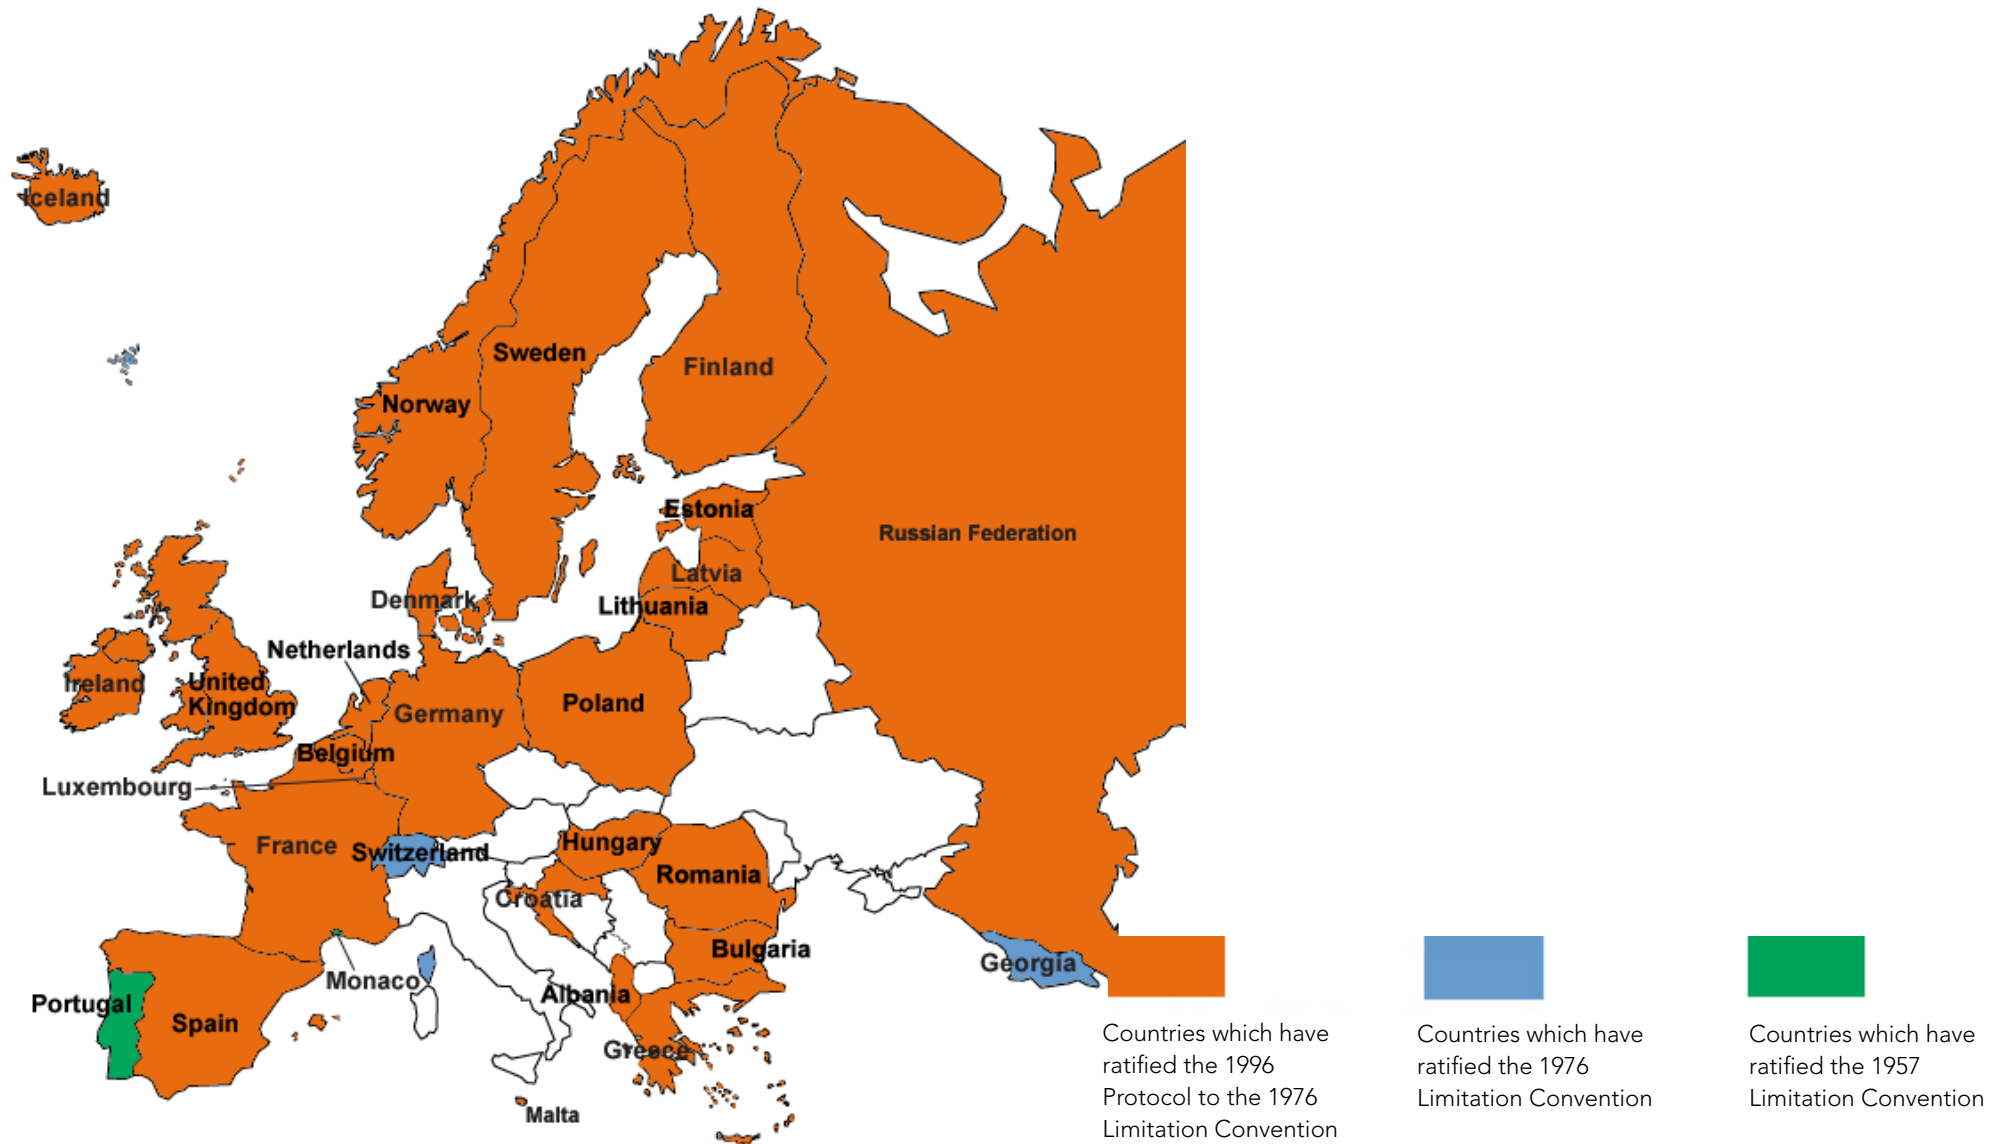 Iceland
Sweden
Finland
Norway
Estonia
Russian Federation
Latvia
Denmark
Lithuania
Netherlands
Ireland
United
Kingdom
Poland
Germany
Belgium
Luxembourg
France
Switzerland
Hungary
Romania
Croatia
Bulgaria
Georgia
Monaco
Albania
Portugal
Spain
Greece
Malta
Countries which have
ratified the 1996
Protocol to the 1976
Limitation Convention
Countries which have
ratified the 1976
Limitation Convention
Countries which have
ratified the 1957
Limitation Convention